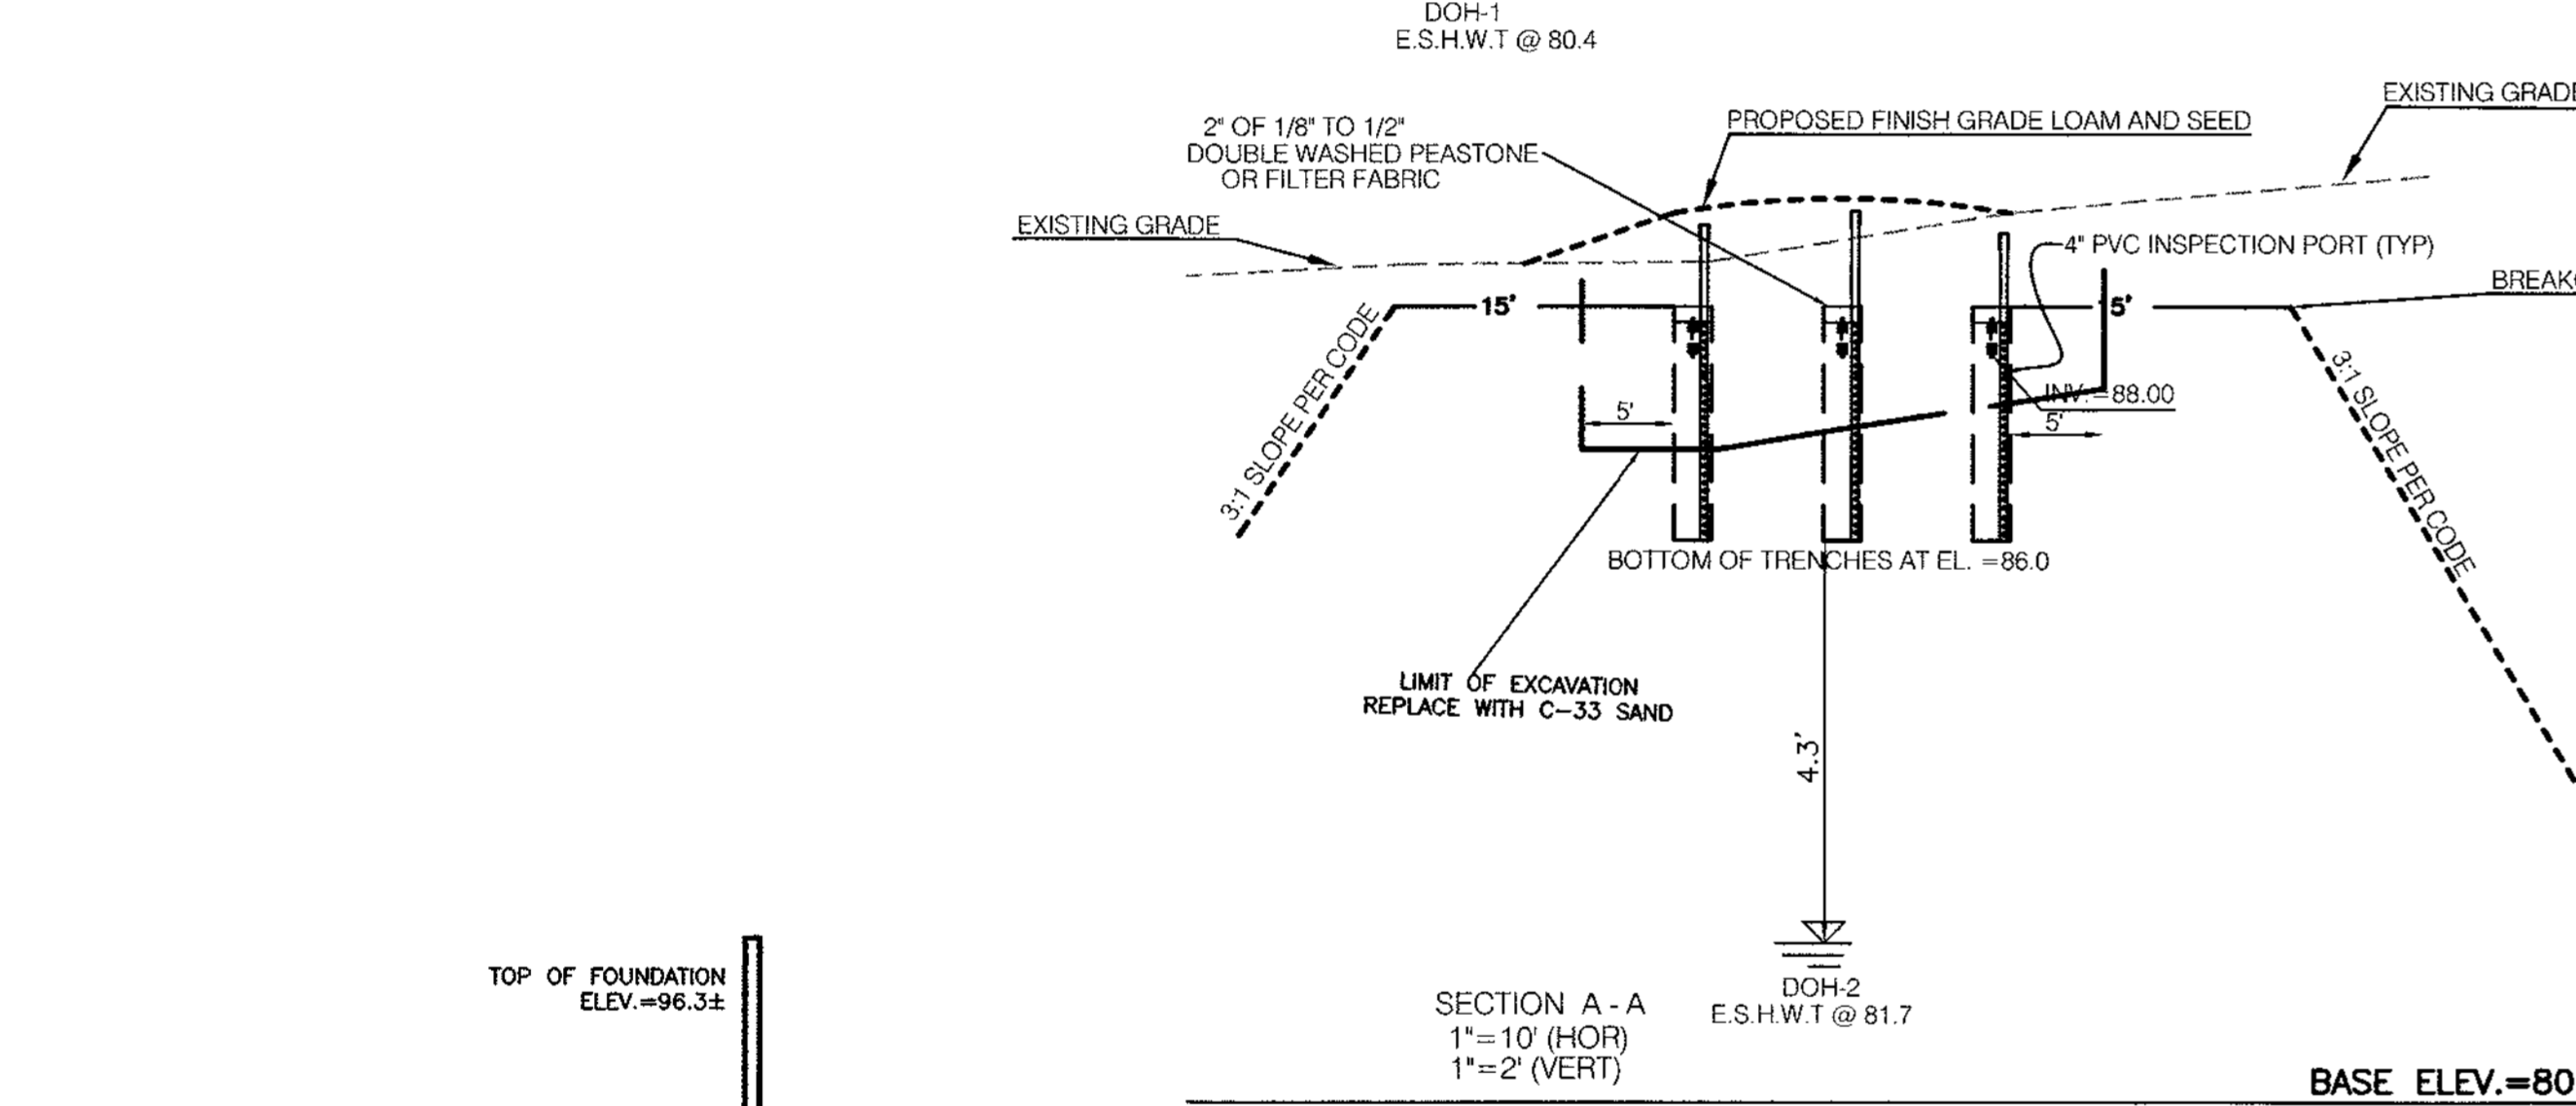 DOH-1
E.S.H.W.T @ 80.4
EXISTING GRADE
2" OF 1/8" TO 1/2"
DOUBLE WASHED PEASTONE
OR FILTER FABRIC
PROPOSED FINISH GRADE LOAM AND SEED
EXISTING GRADE
4" PVC INSPECTION PORT (TYP)
BREAK
15'
5'
3:1 SLOPE PER CODE
3:1 SLOPE PER CODE
INV.=88.00
5'
5'
BOTTOM OF TRENCHES AT EL. =86.0
LIMIT OF EXCAVATION
REPLACE WITH C-33 SAND
4.3'
TOP OF FOUNDATION
ELEV.=96.3±
DOH-2
E.S.H.W.T @ 81.7
SECTION A-A
1"=10' (HOR)
1"=2' (VERT)
BASE ELEV.=80